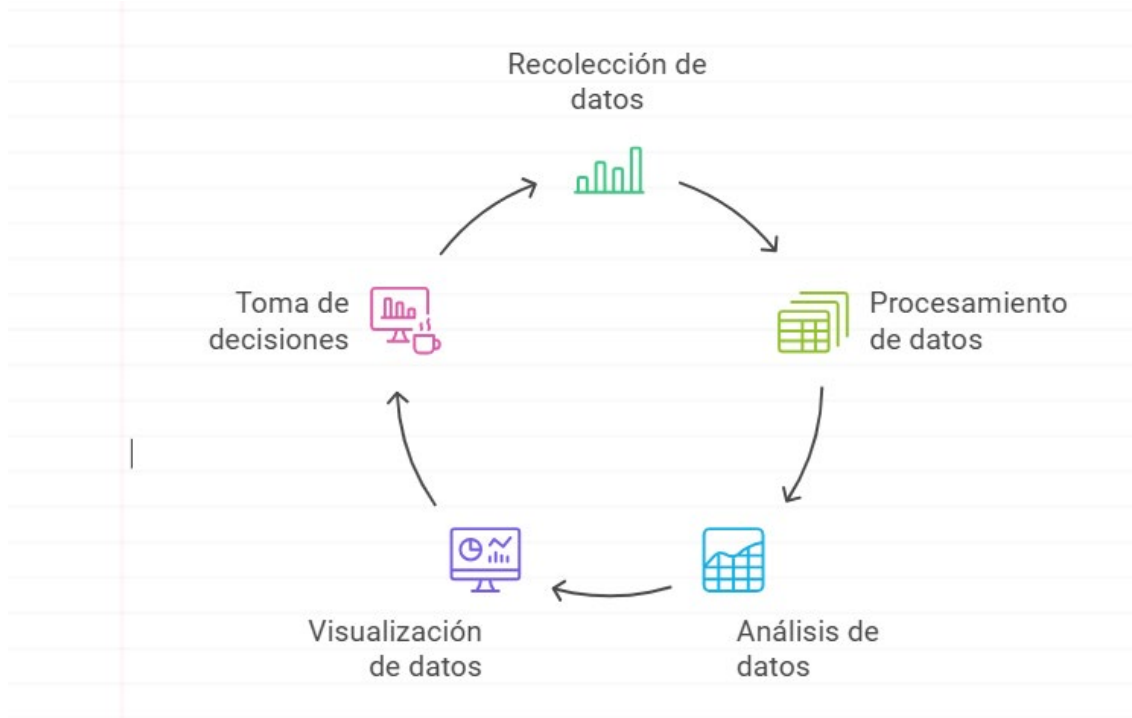 Recolección de
datos
Procesamiento
de datos
Análisis de
datos
Visualización
de datos
Toma de
decisiones